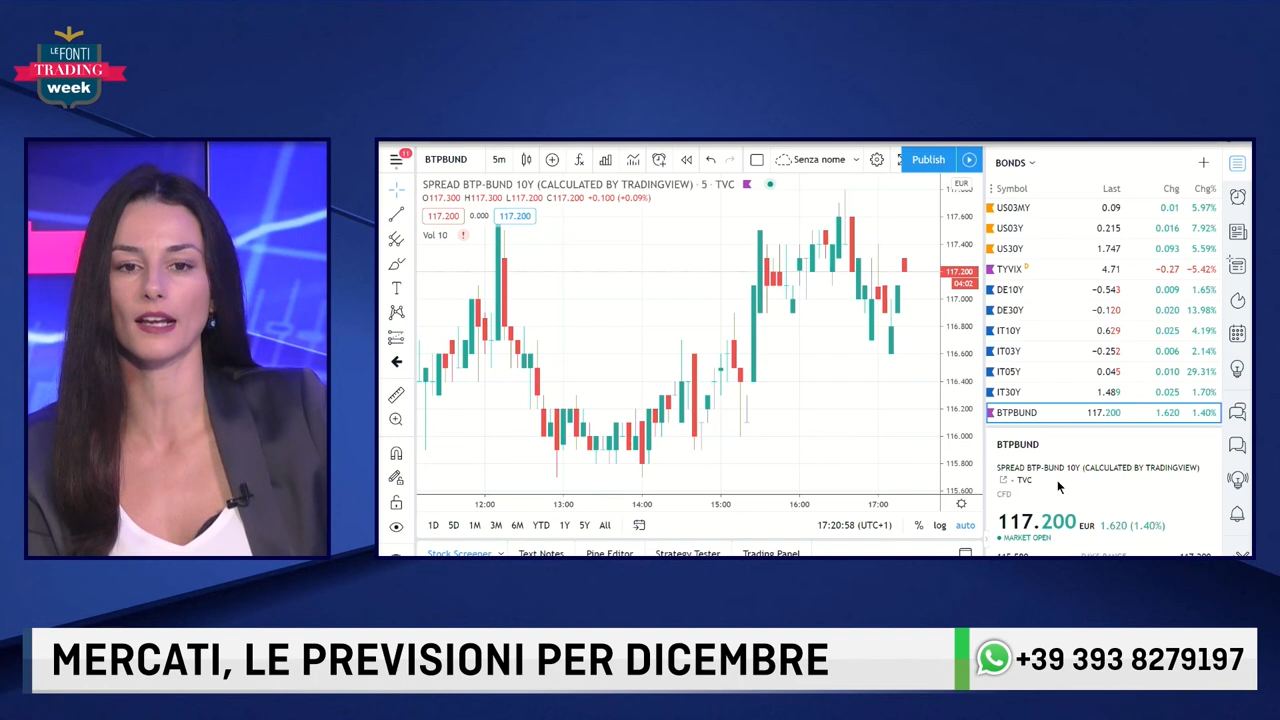 LE FONTI
TRADING
week
11
BTPBUND
5m
Senza nome
Publish
SPREAD BTP-BUND 10Y (CALCULATED BY TRADINGVIEW) · 5 · TVC
O117.300 H117.300 L117.200 C117.200 +0.100 (+0.09%)
117.200 0.000 117.200
Vol 10
EUR
117.600
117.400
117.200
04:02
117.000
116.800
116.600
116.400
116.200
116.000
115.800
115.600
12:00 13:00 14:00 15:00 16:00 17:00
1D 5D 1M 3M 6M YTD 1Y 5Y All
17:20:58 (UTC+1) % log auto
Stock Screener Text Notes Pine Editor Strategy Tester Trading Panel
BONDS
Symbol Last Chg Chg%
US03MY 0.09 0.01 5.97%
US03Y 0.215 0.016 7.92%
US30Y 1.747 0.093 5.59%
TYVIX D 4.71 −0.27 −5.42%
DE10Y −0.543 0.009 1.65%
DE30Y −0.120 0.020 13.98%
IT10Y 0.629 0.025 4.19%
IT03Y −0.252 0.006 2.14%
IT05Y 0.045 0.010 29.31%
IT30Y 1.489 0.025 1.70%
BTPBUND 117.200 1.620 1.40%
BTPBUND
SPREAD BTP-BUND 10Y (CALCULATED BY TRADINGVIEW)
- TVC
CFD
117.200 EUR 1.620 (1.40%)
MARKET OPEN
MERCATI, LE PREVISIONI PER DICEMBRE
+39 393 8279197